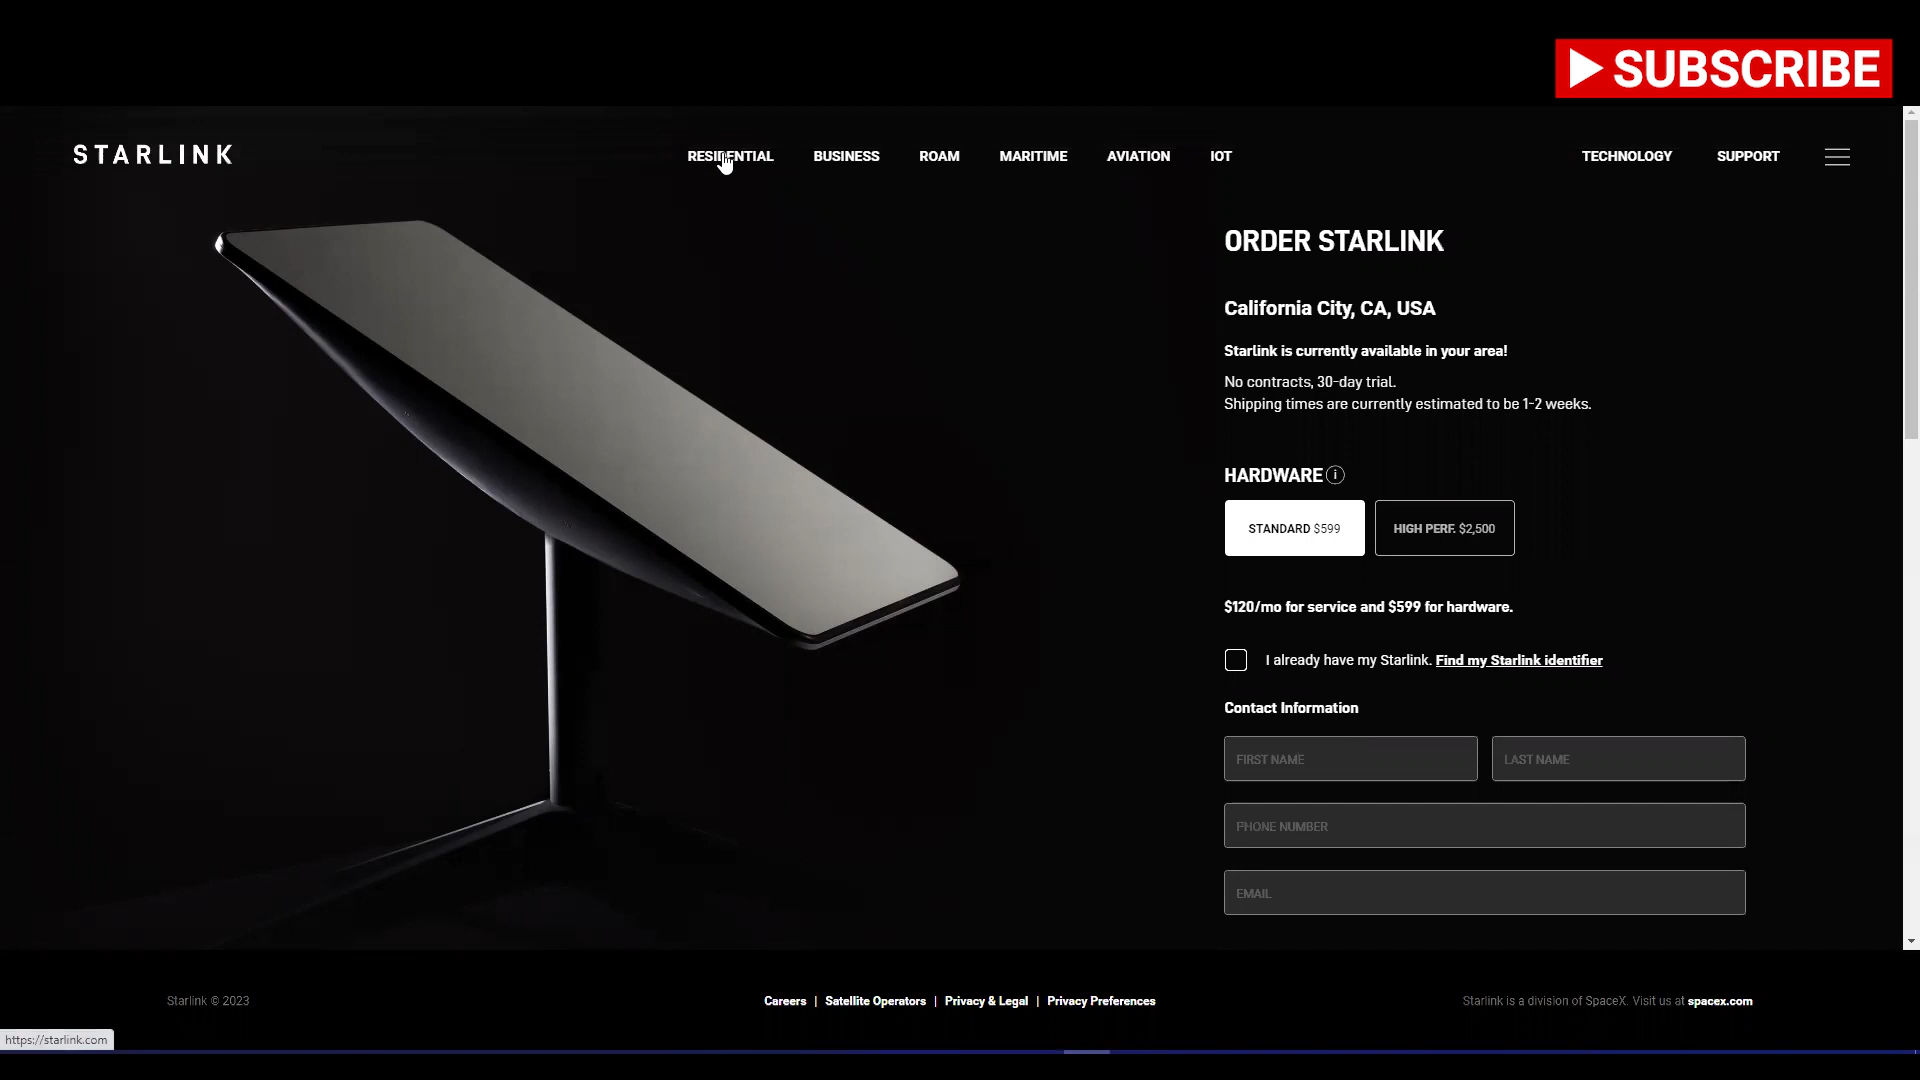 SUBSCRIBE
STARLINK
RESIDENTIAL BUSINESS ROAM MARITIME AVIATION IOT TECHNOLOGY SUPPORT
ORDER STARLINK
California City, CA, USA
Starlink is currently available in your area!
No contracts, 30-day trial.
Shipping times are currently estimated to be 1-2 weeks.
HARDWARE i
STANDARD $599 HIGH PERF. $2,500
$120/mo for service and $599 for hardware.
I already have my Starlink. Find my Starlink identifier
Contact Information
FIRST NAME LAST NAME
PHONE NUMBER
EMAIL
Starlink © 2023 Careers | Satellite Operators | Privacy & Legal | Privacy Preferences Starlink is a division of SpaceX. Visit us at spacex.com
https://starlink.com